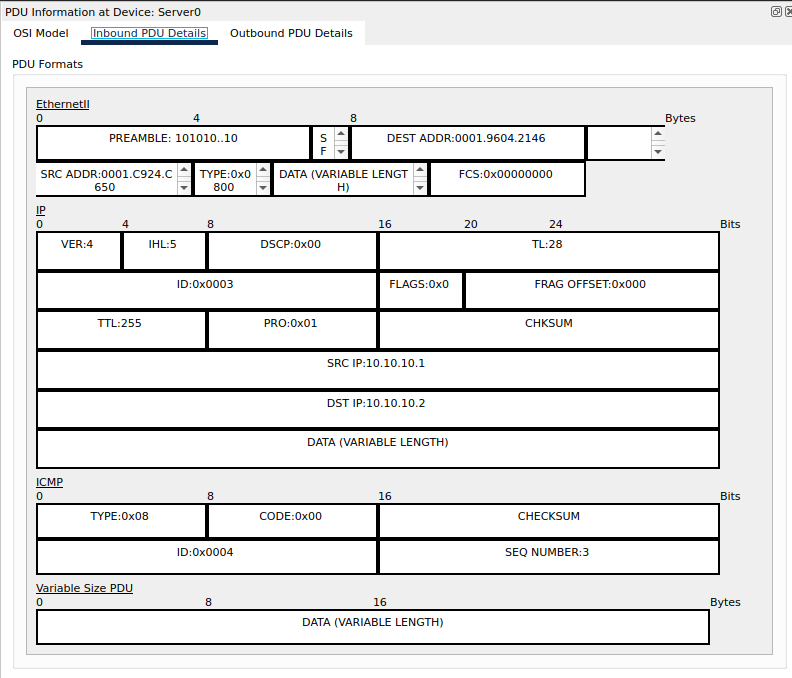 PDU Information at Device: Server0
OSI Model Inbound PDU Details Outbound PDU Details
PDU Formats
EthernetII
0 4 8 Bytes
PREAMBLE: 101010..10 S F DEST ADDR:0001.9604.2146
SRC ADDR:0001.C924.C TYPE:0x0 DATA (VARIABLE LENGT FCS:0x00000000
650 800 H)
IP
0 4 8 16 20 24 Bits
VER:4 IHL:5 DSCP:0x00 TL:28
ID:0x0003 FLAGS:0x0 FRAG OFFSET:0x000
TTL:255 PRO:0x01 CHKSUM
SRC IP:10.10.10.1
DST IP:10.10.10.2
DATA (VARIABLE LENGTH)
ICMP
0 8 16 Bits
TYPE:0x08 CODE:0x00 CHECKSUM
ID:0x0004 SEQ NUMBER:3
Variable Size PDU
0 8 16 Bytes
DATA (VARIABLE LENGTH)